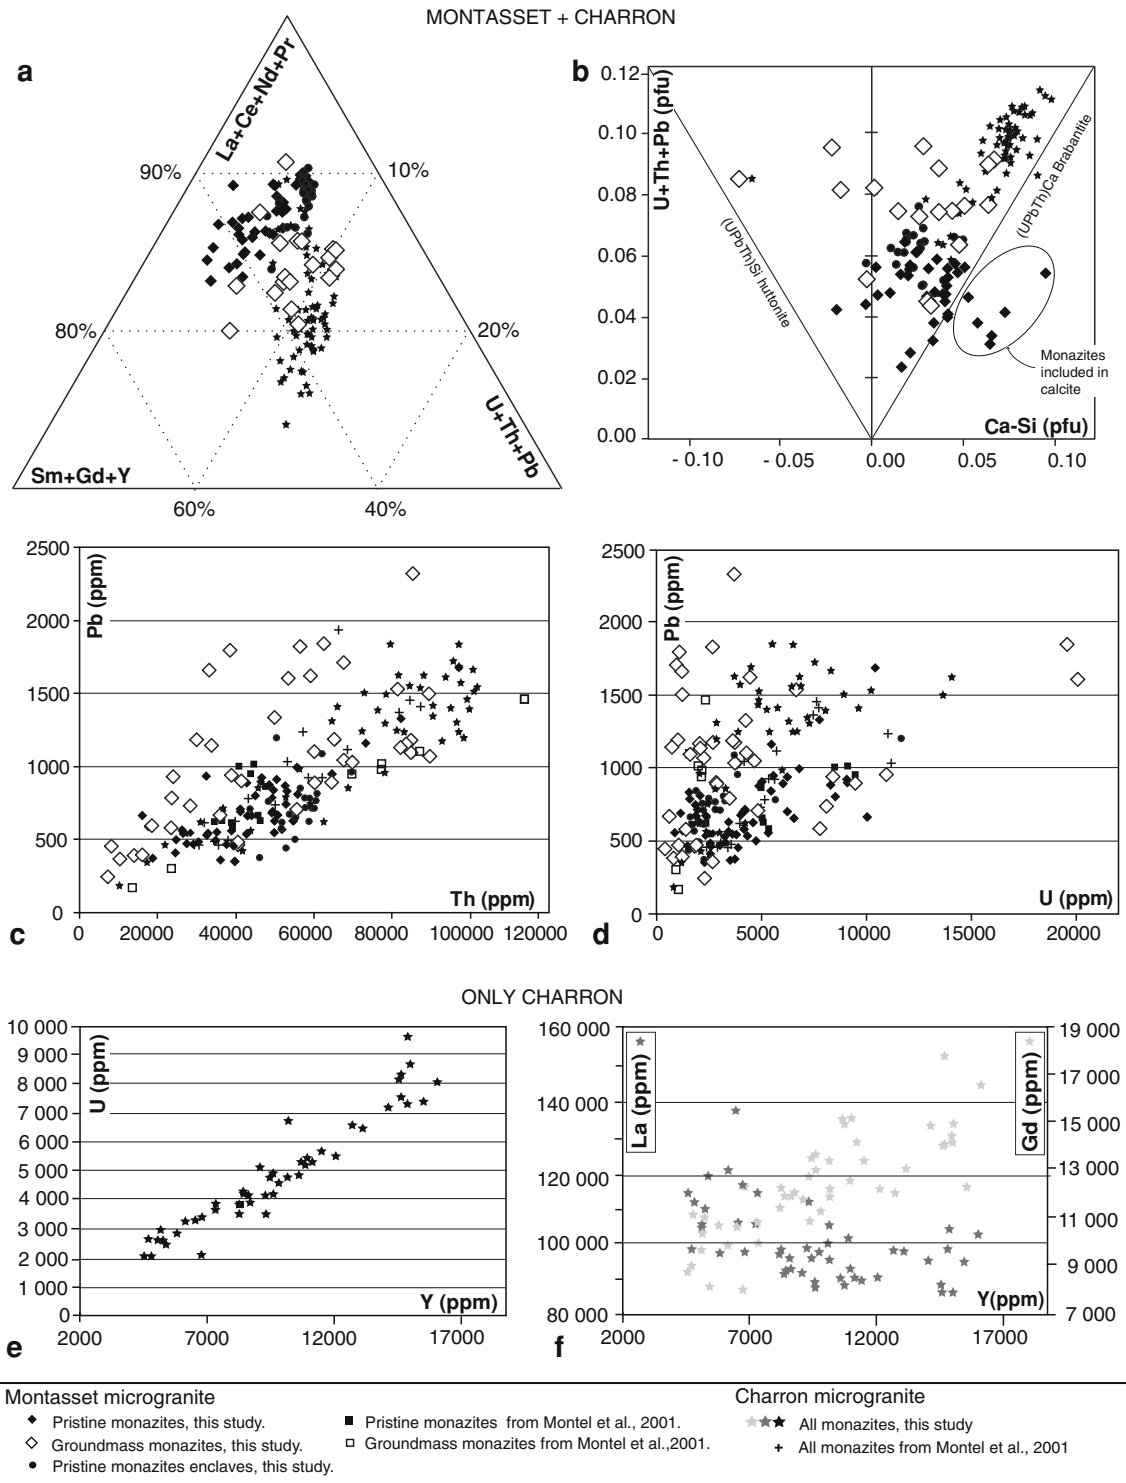 MONTASSET + CHARRON
a
La+Ce+Nd+Pr
90%
10%
80%
20%
U+Th+Pb
Sm+Gd+Y
60%
40%
b
U+Th+Pb (pfu)
0.12
0.10
0.08
0.06
0.04
0.02
0.00
(UPbTh)Si huttonite
(UPbTh)Ca Brabantite
Monazites
included in
calcite
Ca-Si (pfu)
- 0.10
- 0.05
0.00
0.05
0.10
Pb (ppm)
2500
2000
1500
1000
500
0
Th (ppm)
0
20000
40000
60000
80000
100000
120000
c
Pb (ppm)
2500
2000
1500
1000
500
0
U (ppm)
0
5000
10000
15000
20000
d
ONLY CHARRON
U (ppm)
10 000
9 000
8 000
7 000
6 000
5 000
4 000
3 000
2 000
1 000
0
Y (ppm)
2000
7000
12000
17000
e
160 000
140 000
120 000
100 000
80 000
La (ppm)
Gd (ppm)
19 000
17 000
15 000
13 000
11 000
9 000
7 000
Y(ppm)
2000
7000
12000
17000
f
Montasset microgranite
Pristine monazites, this study.
Groundmass monazites, this study.
Pristine monazites enclaves, this study.
Pristine monazites from Montel et al., 2001.
Groundmass monazites from Montel et al.,2001.
Charron microgranite
All monazites, this study
All monazites from Montel et al., 2001